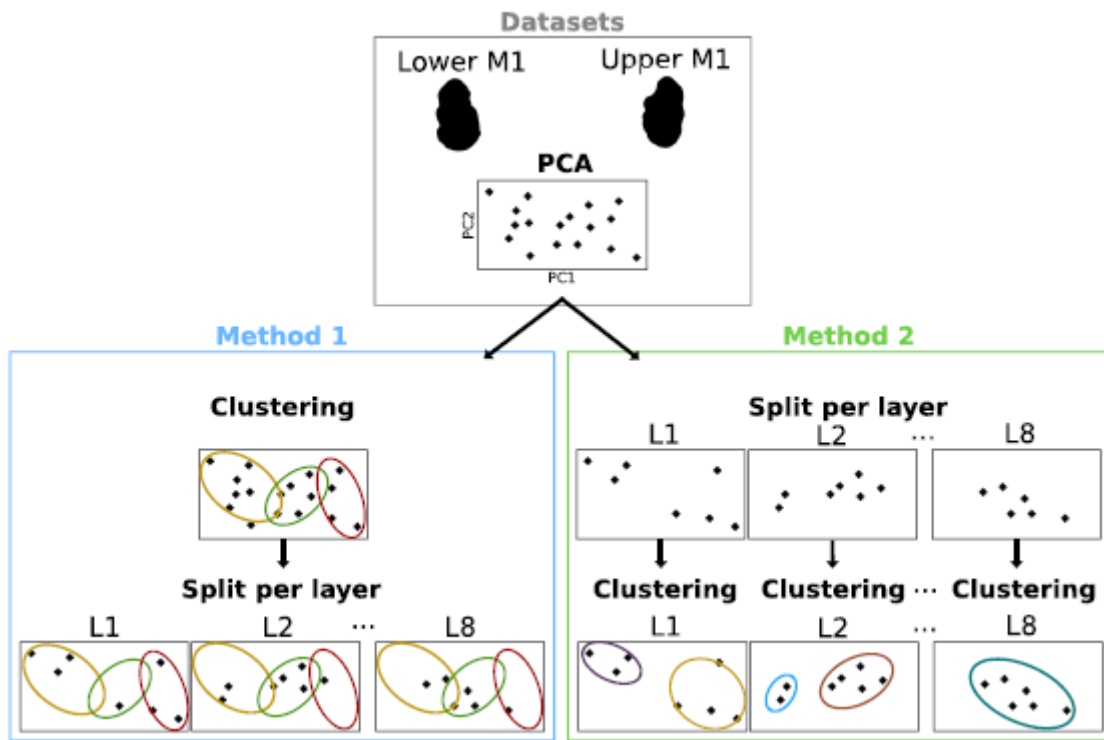 Datasets
Lower M1
Upper M1
PCA
PC2
PC1
Method 1
Clustering
Split per layer
L1
L2
...
L8
Method 2
Split per layer
L1
L2
...
L8
Clustering
Clustering
...
Clustering
L1
L2
...
L8